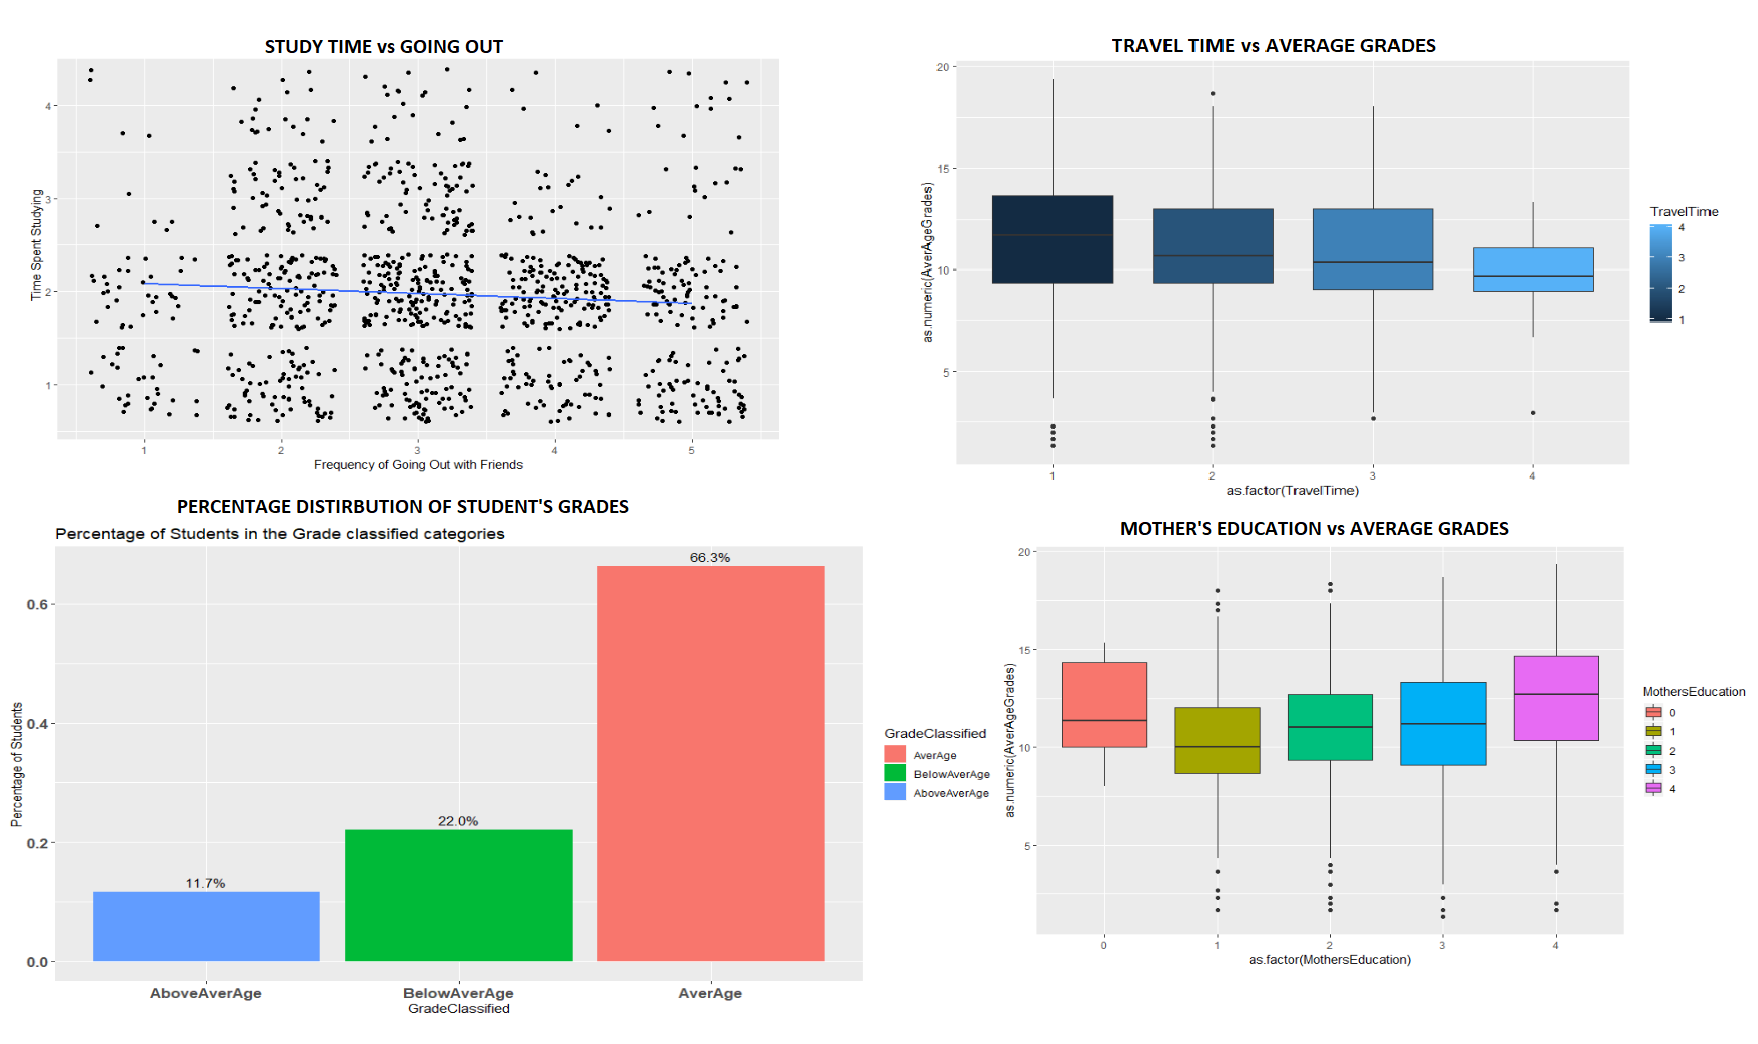 STUDY TIME vs GOING OUT
4
3
2
1
Time Spent Studying
1 2 3 4 5
Frequency of Going Out with Friends
TRAVEL TIME vs AVERAGE GRADES
20
15
10
5
as.numeric(AverAgeGrades)
1 2 3 4
as.factor(TravelTime)
TravelTime
4
3
2
1
PERCENTAGE DISTIRBUTION OF STUDENT'S GRADES
Percentage of Students in the Grade classified categories
0.6
0.4
0.2
0.0
Percentage of Students
11.7%
22.0%
66.3%
AboveAverAge BelowAverAge AverAge
GradeClassified
GradeClassified
AverAge
BelowAverAge
AboveAverAge
MOTHER'S EDUCATION vs AVERAGE GRADES
20
15
10
5
as.numeric(AverAgeGrades)
0 1 2 3 4
as.factor(MothersEducation)
MothersEducation
0
1
2
3
4